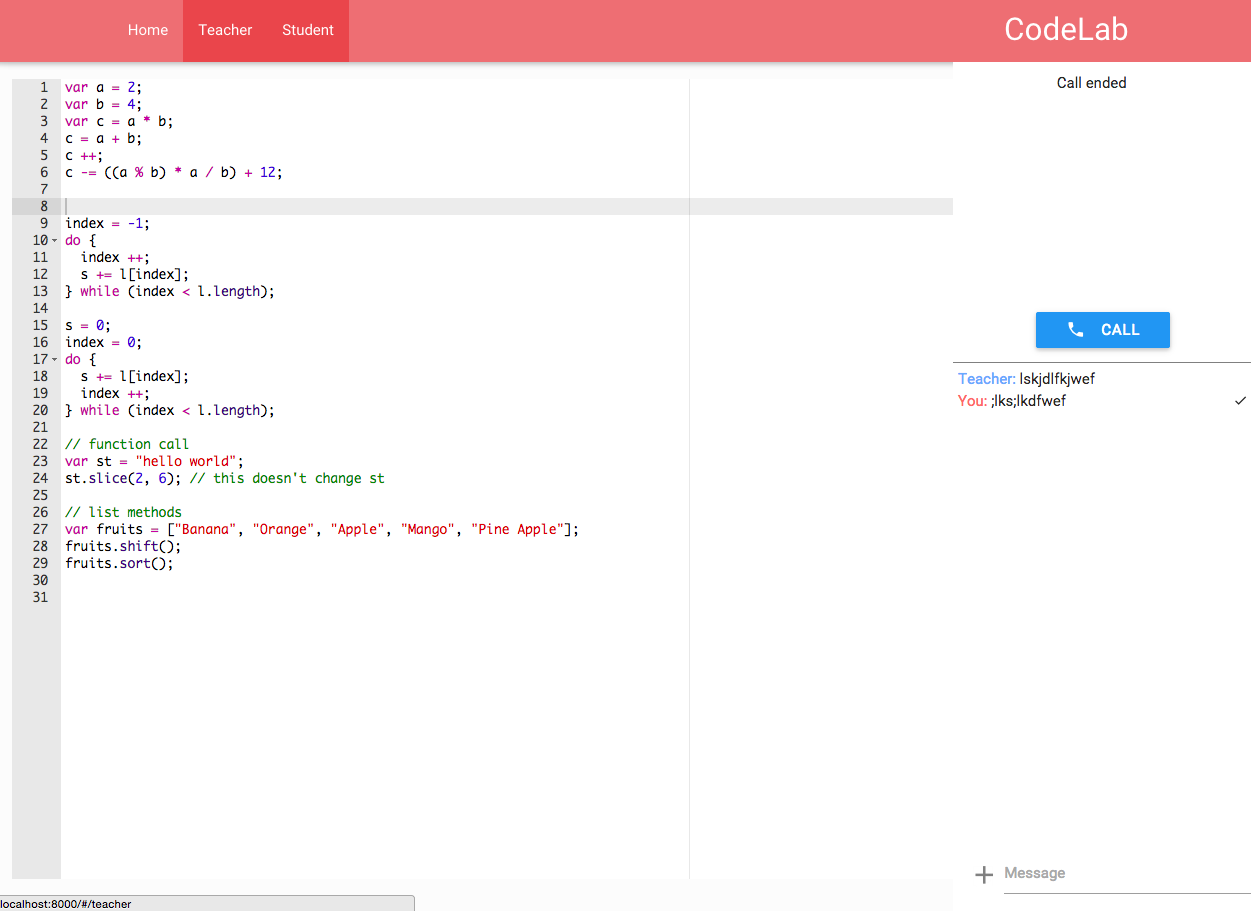 Home Teacher Student CodeLab
1 var a = 2;
2 var b = 4;
3 var c = a * b;
4 c = a + b;
5 c ++;
6 c -= ((a % b) * a / b) + 12;
7
8
9 index = -1;
10 do {
11   index ++;
12   s += l[index];
13 } while (index < l.length);
14
15 s = 0;
16 index = 0;
17 do {
18   s += l[index];
19   index ++;
20 } while (index < l.length);
21
22 // function call
23 var st = "hello world";
24 st.slice(2, 6); // this doesn't change st
25
26 // list methods
27 var fruits = ["Banana", "Orange", "Apple", "Mango", "Pine Apple"];
28 fruits.shift();
29 fruits.sort();
30
31
Call ended
CALL
Teacher: lskjdlfkjwef
You: ;lks;lkdfwef
Message
localhost:8000/#/teacher